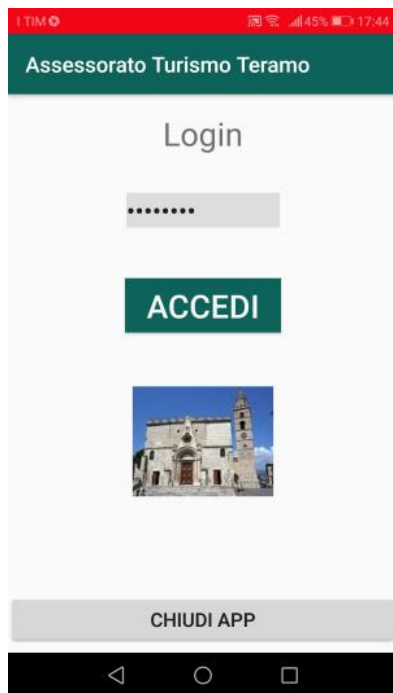 I TIM 45% 17:44
Assessorato Turismo Teramo
Login
••••••••
ACCEDI
CHIUDI APP